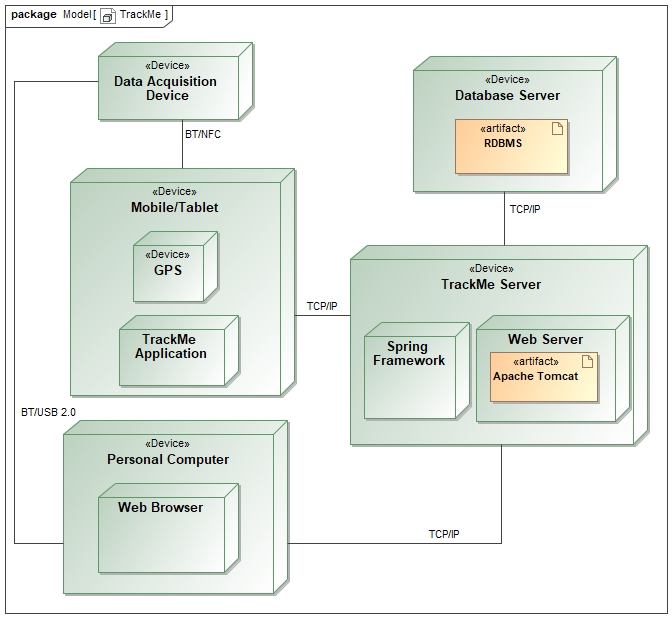 package Model[ TrackMe ]
«Device»
Data Acquisition
Device
«Device»
Database Server
«artifact»
RDBMS
BT/NFC
«Device»
Mobile/Tablet
«Device»
GPS
TrackMe
Application
TCP/IP
TCP/IP
«Device»
TrackMe Server
Spring
Framework
Web Server
«artifact»
Apache Tomcat
BT/USB 2.0
«Device»
Personal Computer
Web Browser
TCP/IP